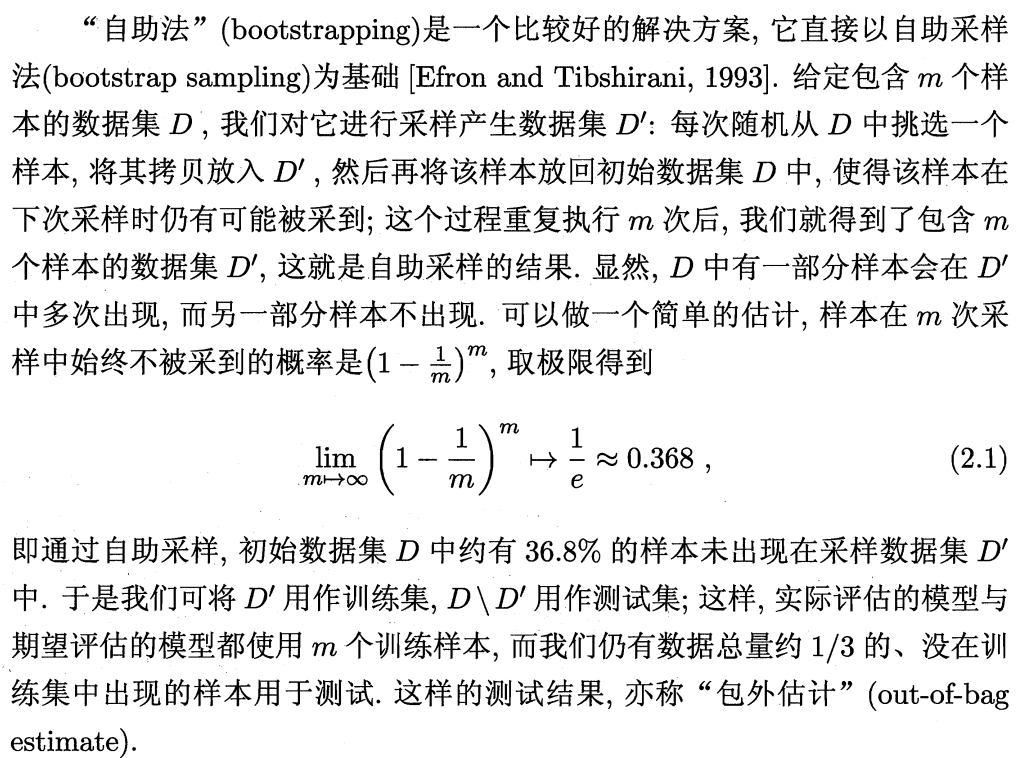 “自助法” (bootstrapping)是一个比较好的解决方案, 它直接以自助采样
法(bootstrap sampling)为基础 [Efron and Tibshirani, 1993]. 给定包含 m 个样
本的数据集 D , 我们对它进行采样产生数据集 D′: 每次随机从 D 中挑选一个
样本, 将其拷贝放入 D′ , 然后再将该样本放回初始数据集 D 中, 使得该样本在
下次采样时仍有可能被采到; 这个过程重复执行 m 次后, 我们就得到了包含 m
个样本的数据集 D′, 这就是自助采样的结果. 显然, D 中有一部分样本会在 D′
中多次出现, 而另一部分样本不出现. 可以做一个简单的估计, 样本在 m 次采
样中始终不被采到的概率是(1 − 1/m)^m, 取极限得到
lim_{m↦∞} (1 − 1/m)^m ↦ 1/e ≈ 0.368 , (2.1)
即通过自助采样, 初始数据集 D 中约有 36.8% 的样本未出现在采样数据集 D′
中. 于是我们可将 D′ 用作训练集, D\D′ 用作测试集; 这样, 实际评估的模型与
期望评估的模型都使用 m 个训练样本, 而我们仍有数据总量约 1/3 的、没在训
练集中出现的样本用于测试. 这样的测试结果, 亦称 “包外估计” (out-of-bag
estimate).